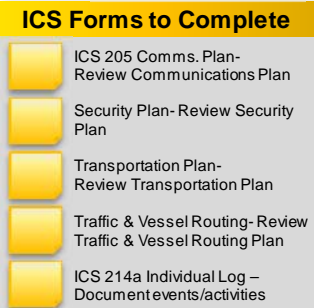 ICS Forms to Complete
ICS 205 Comms. Plan-
Review Communications Plan
Security Plan- Review Security
Plan
Transportation Plan-
Review Transportation Plan
Traffic & Vessel Routing- Review
Traffic & Vessel Routing Plan
ICS 214a Individual Log –
Document events/activities